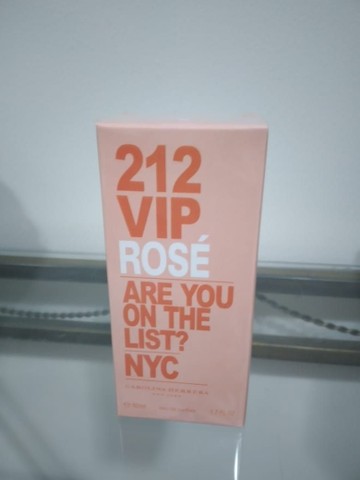 212
VIP
ROSÉ
ARE YOU
ON THE
LIST?
NYC
CAROLINA HERRERA